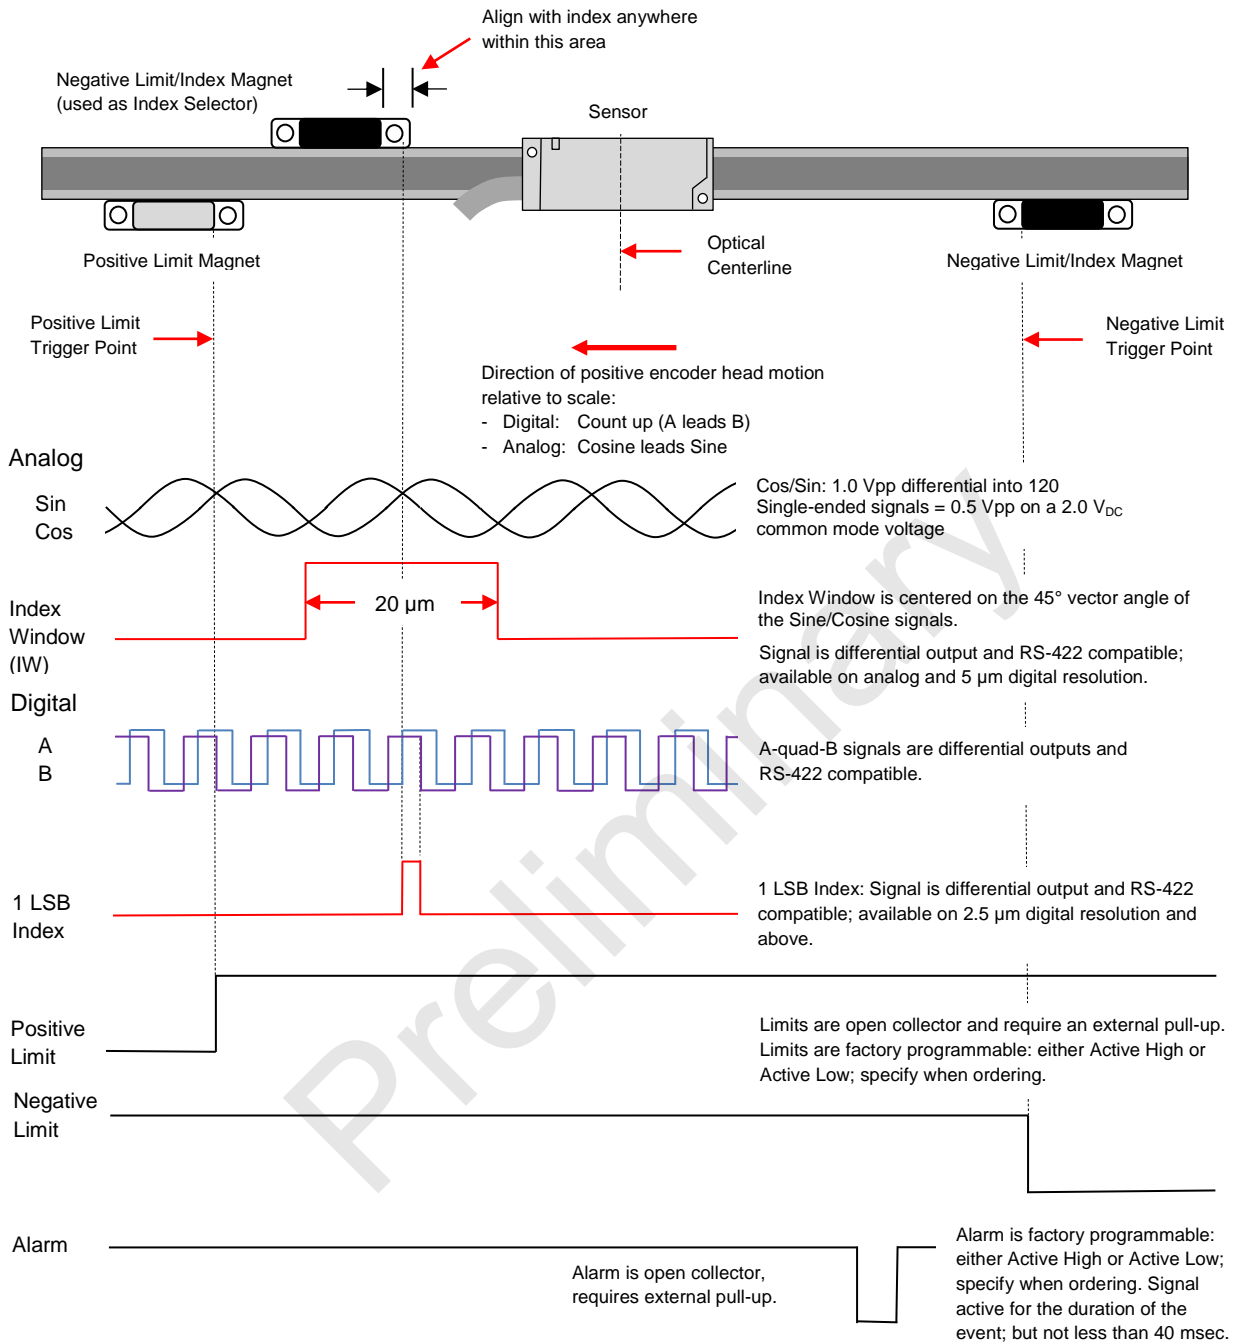 Align with index anywhere
within this area
Negative Limit/Index Magnet
(used as Index Selector)
Sensor
Optical
Centerline
Positive Limit Magnet
Negative Limit/Index Magnet
Positive Limit
Trigger Point
Negative Limit
Trigger Point
Direction of positive encoder head motion
relative to scale:
- Digital: Count up (A leads B)
- Analog: Cosine leads Sine
Analog
Sin
Cos
Cos/Sin: 1.0 Vpp differential into 120
Single-ended signals = 0.5 Vpp on a 2.0 VDC
common mode voltage
Index
Window
(IW)
20 µm
Index Window is centered on the 45° vector angle of
the Sine/Cosine signals.
Signal is differential output and RS-422 compatible;
available on analog and 5 µm digital resolution.
Digital
A
B
A-quad-B signals are differential outputs and
RS-422 compatible.
1 LSB
Index
1 LSB Index: Signal is differential output and RS-422
compatible; available on 2.5 µm digital resolution and
above.
Positive
Limit
Limits are open collector and require an external pull-up.
Limits are factory programmable: either Active High or
Active Low; specify when ordering.
Negative
Limit
Alarm
Alarm is open collector,
requires external pull-up.
Alarm is factory programmable:
either Active High or Active Low;
specify when ordering. Signal
active for the duration of the
event; but not less than 40 msec.
Preliminary